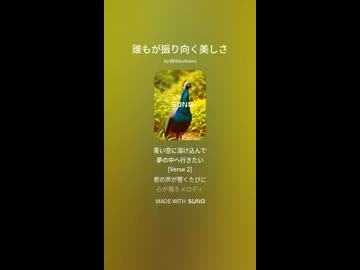 誰もが振り向く美しさ
SUNO
青い空に溶け込んで
夢の中へ行きたい
[Verse 2]
君の声が響くたびに
心が踊るメロディ
MADE WITH SUNO